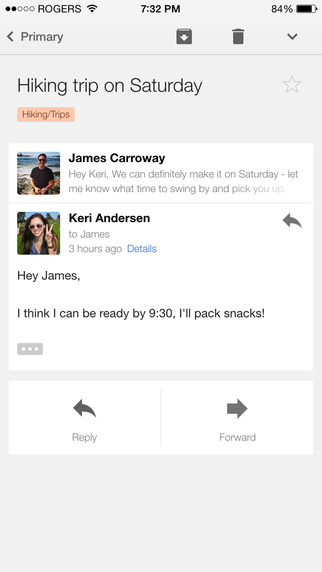 ROGERS 7:32 PM 84%
Primary
Hiking trip on Saturday
Hiking/Trips
James Carroway
Hey Keri, We can definitely make it on Saturday - let
me know what time to swing by and pick you up.
Keri Andersen
to James
3 hours ago Details
Hey James,
I think I can be ready by 9:30, I'll pack snacks!
Reply Forward